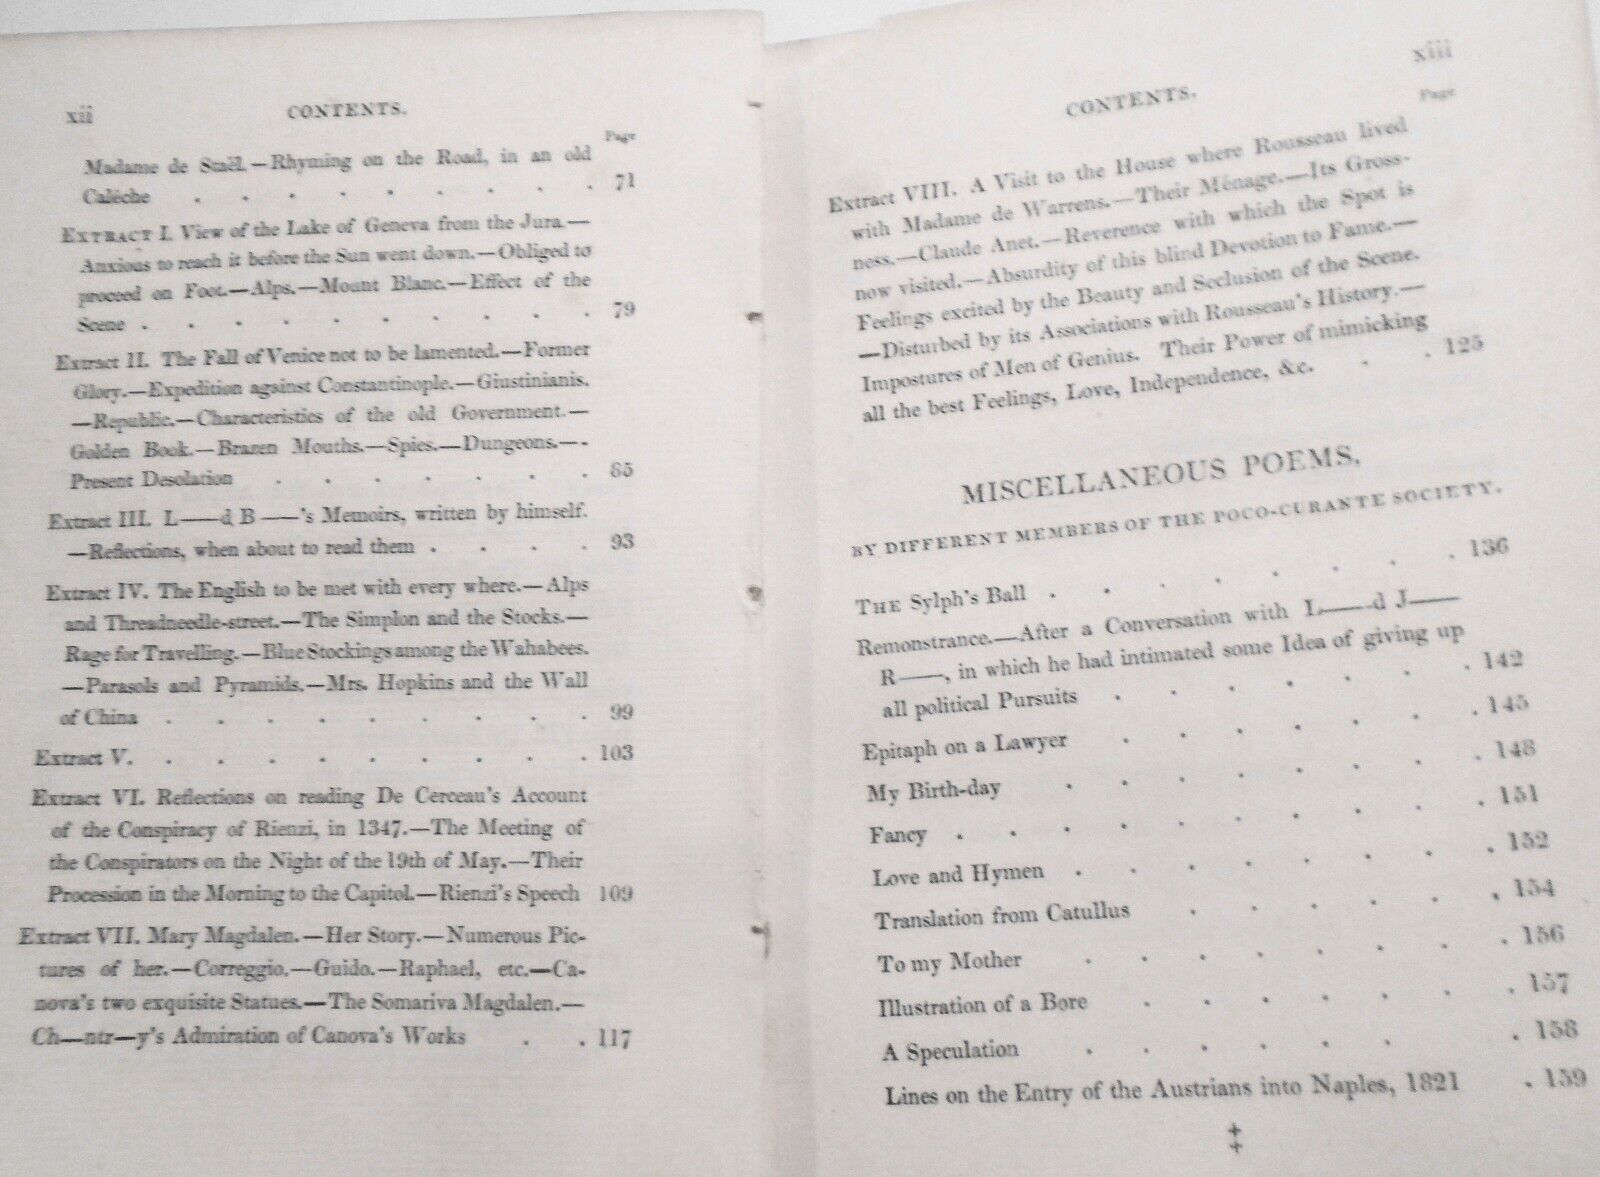 xii
CONTENTS.
Page
Madame de Staël.—Rhyming on the Road, in an old
Calêche . . . . . . . . 71
EXTRACT I. View of the Lake of Geneva from the Jura.—
Anxious to reach it before the Sun went down.—Obliged to
proceed on Foot.—Alps.—Mount Blanc.—Effect of the
Scene . . . . . . . . . . 79
Extract II. The Fall of Venice not to be lamented.—Former
Glory.—Expedition against Constantinople.—Giustinianis.
—Republic.—Characteristics of the old Government.—
Golden Book.—Brazen Mouths.—Spies.—Dungeons.—
Present Desolation . . . . . . 85
Extract III. L——d B——'s Memoirs, written by himself.
—Reflections, when about to read them . . . . 93
Extract IV. The English to be met with every where.—Alps
and Threadneedle-street.—The Simplon and the Stocks.—
Rage for Travelling.—Blue Stockings among the Wahabees.
—Parasols and Pyramids.—Mrs. Hopkins and the Wall
of China . . . . . . . . . 99
Extract V. . . . . . . . . . 103
Extract VI. Reflections on reading De Cerceau's Account
of the Conspiracy of Rienzi, in 1347.—The Meeting of
the Conspirators on the Night of the 19th of May.—Their
Procession in the Morning to the Capitol.—Rienzi's Speech 109
Extract VII. Mary Magdalen.—Her Story.—Numerous Pic-
tures of her.—Correggio.—Guido.—Raphael, etc.—Ca-
nova's two exquisite Statues.—The Somariva Magdalen.—
Ch—ntr—y's Admiration of Canova's Works . . 117
xiii
CONTENTS.
Page
Extract VIII. A Visit to the House where Rousseau lived
with Madame de Warrens.—Their Ménage.—Its Gross-
ness.—Claude Anet.—Reverence with which the Spot is
now visited.—Absurdity of this blind Devotion to Fame.—
Feelings excited by the Beauty and Seclusion of the Scene.
—Disturbed by its Associations with Rousseau's History.—
Impostures of Men of Genius. Their Power of mimicking
all the best Feelings, Love, Independence, &c. . . 125
MISCELLANEOUS POEMS,
BY DIFFERENT MEMBERS OF THE POCO-CURANTE SOCIETY.
THE Sylph's Ball . . . . . . . . 136
Remonstrance.—After a Conversation with L——d J——
R——, in which he had intimated some Idea of giving up
all political Pursuits . . . . . . . 142
Epitaph on a Lawyer . . . . . . . 145
My Birth-day . . . . . . . . 148
Fancy . . . . . . . . . . 151
Love and Hymen . . . . . . . . 152
Translation from Catullus . . . . . . 154
To my Mother . . . . . . . . 156
Illustration of a Bore . . . . . . . 157
A Speculation . . . . . . . 158
Lines on the Entry of the Austrians into Naples, 1821 . 159
‡